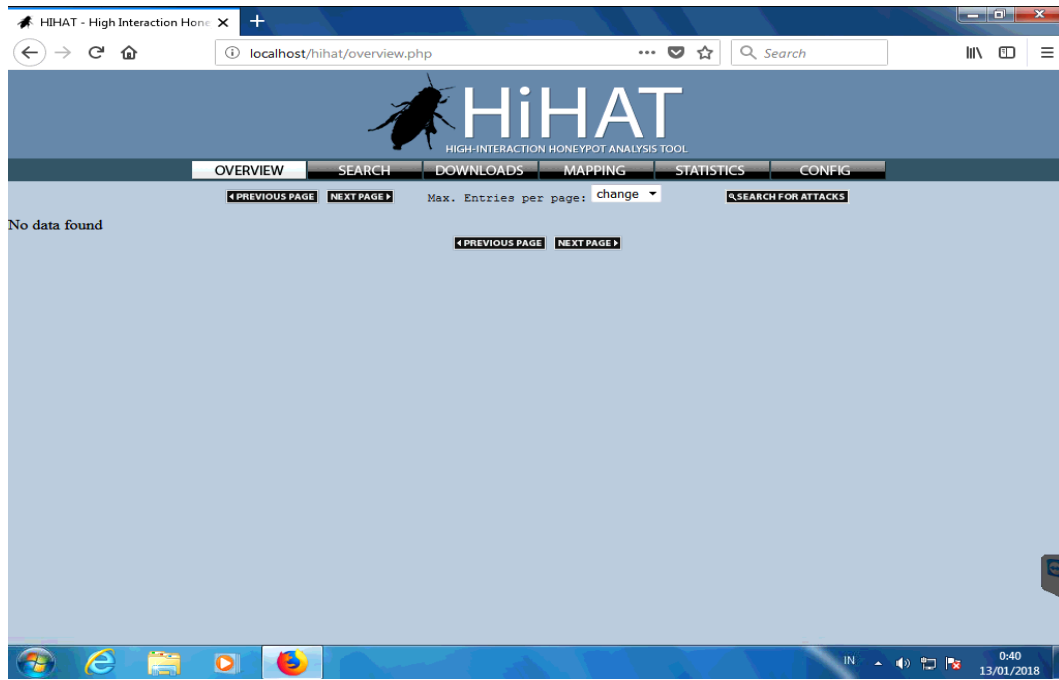 HIHAT - High Interaction Hone
localhost/hihat/overview.php
Search
HiHAT
HIGH-INTERACTION HONEYPOT ANALYSIS TOOL
OVERVIEW SEARCH DOWNLOADS MAPPING STATISTICS CONFIG
PREVIOUS PAGE NEXT PAGE Max. Entries per page: change SEARCH FOR ATTACKS
No data found
PREVIOUS PAGE NEXT PAGE
IN 0:40
13/01/2018